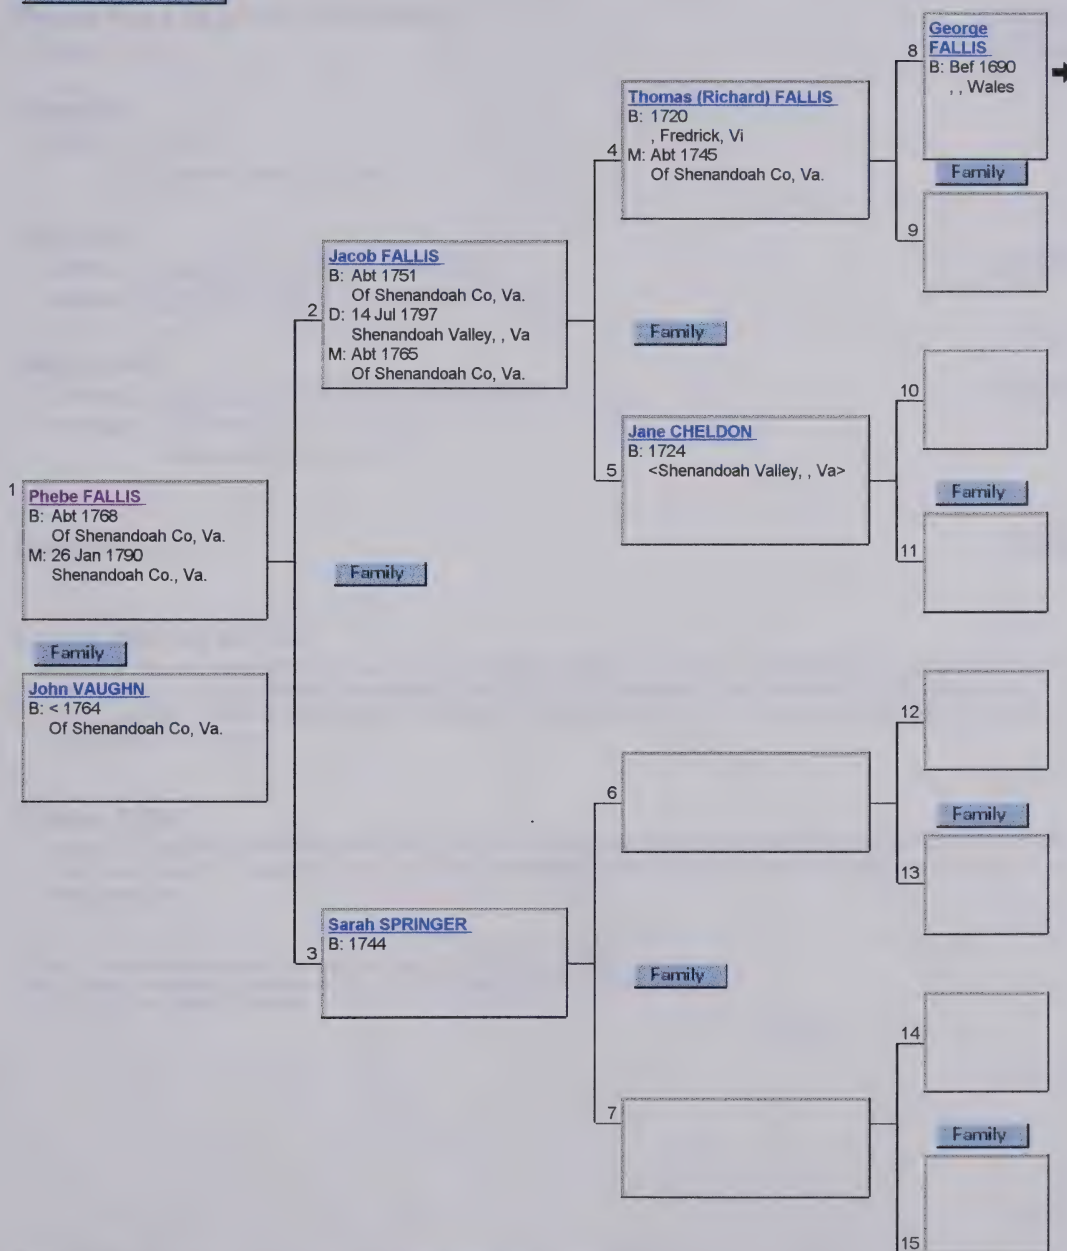 8
George
FALLIS
B: Bef 1690
, , Wales
Family
Thomas (Richard) FALLIS
B: 1720
, Fredrick, Vi
M: Abt 1745
Of Shenandoah Co, Va.
4
9
Jacob FALLIS
B: Abt 1751
Of Shenandoah Co, Va.
D: 14 Jul 1797
Shenandoah Valley, , Va
M: Abt 1765
Of Shenandoah Co, Va.
2
Family
10
Jane CHELDON
B: 1724
<Shenandoah Valley, , Va>
5
Family
11
1
Phebe FALLIS
B: Abt 1768
Of Shenandoah Co, Va.
M: 26 Jan 1790
Shenandoah Co., Va.
Family
Family
John VAUGHN
B: < 1764
Of Shenandoah Co, Va.
12
6
Family
13
Sarah SPRINGER
B: 1744
3
Family
14
7
Family
15